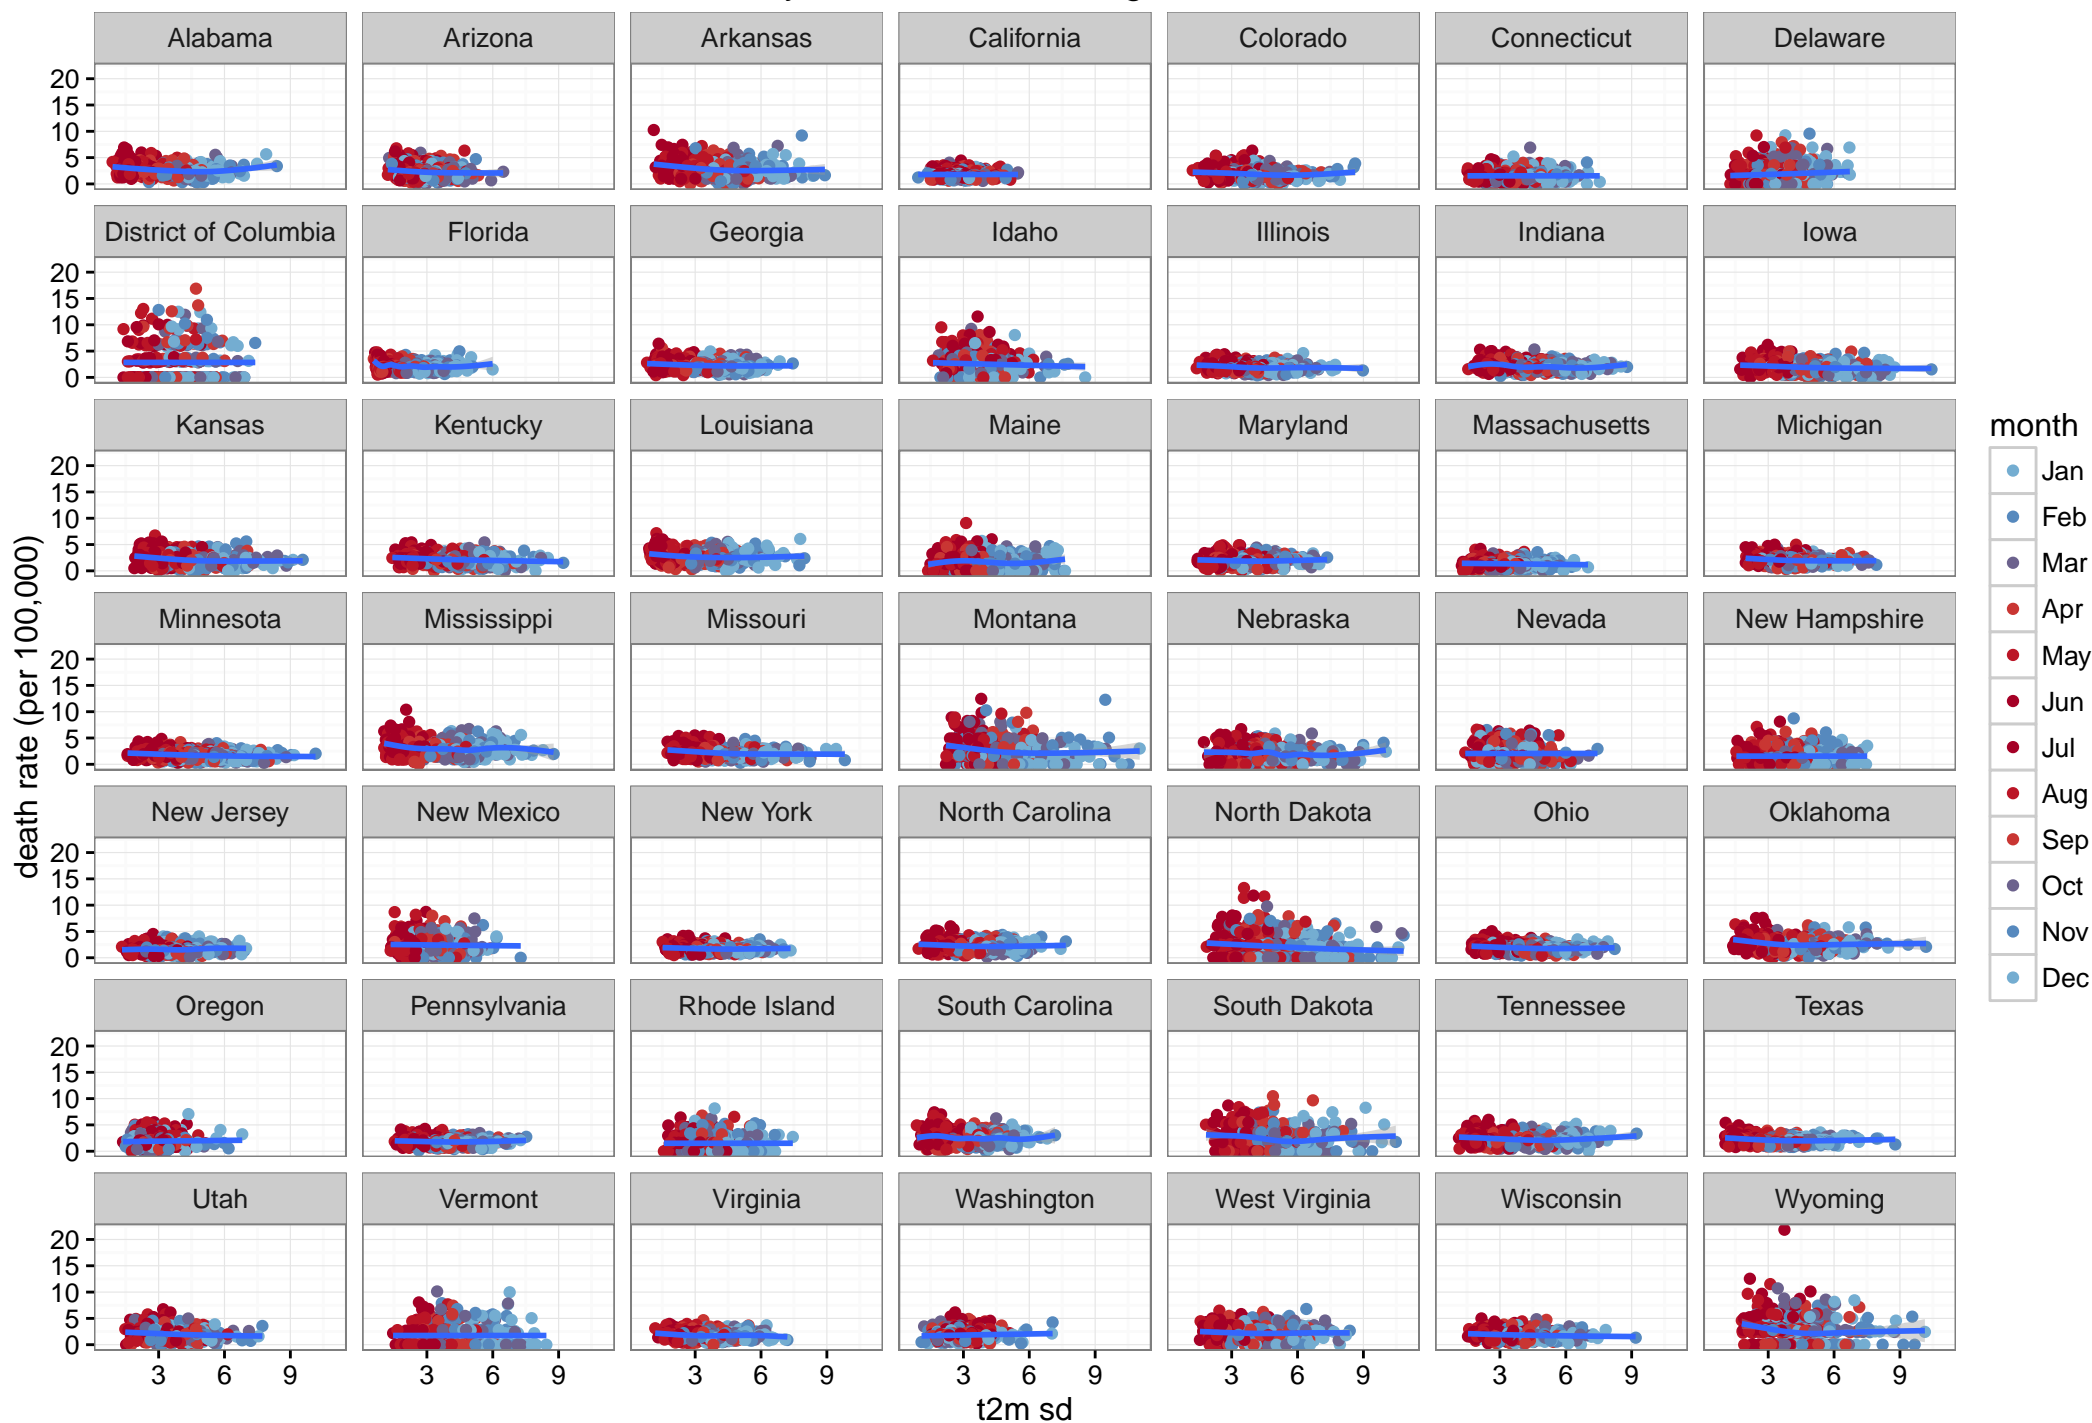 Alabama Arizona Arkansas California Colorado Connecticut Delaware
20
15
10
5
0
District of Columbia Florida Georgia Idaho Illinois Indiana Iowa
20
15
10
5
0
Kansas Kentucky Louisiana Maine Maryland Massachusetts Michigan
20
15
10
5
0
Minnesota Mississippi Missouri Montana Nebraska Nevada New Hampshire
20
15
10
5
0
New Jersey New Mexico New York North Carolina North Dakota Ohio Oklahoma
20
15
10
5
0
Oregon Pennsylvania Rhode Island South Carolina South Dakota Tennessee Texas
20
15
10
5
0
Utah Vermont Virginia Washington West Virginia Wisconsin Wyoming
20
15
10
5
0
3 6 9 3 6 9 3 6 9 3 6 9 3 6 9 3 6 9 3 6 9
t2m sd
death rate (per 100,000)
month
Jan
Feb
Mar
Apr
May
Jun
Jul
Aug
Sep
Oct
Nov
Dec